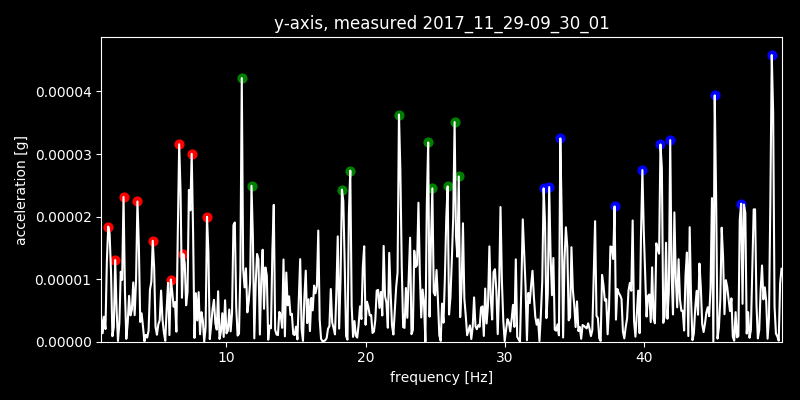 y-axis, measured 2017_11_29-09_30_01
acceleration [g]
0.00004
0.00003
0.00002
0.00001
0.00000
10 20 30 40
frequency [Hz]